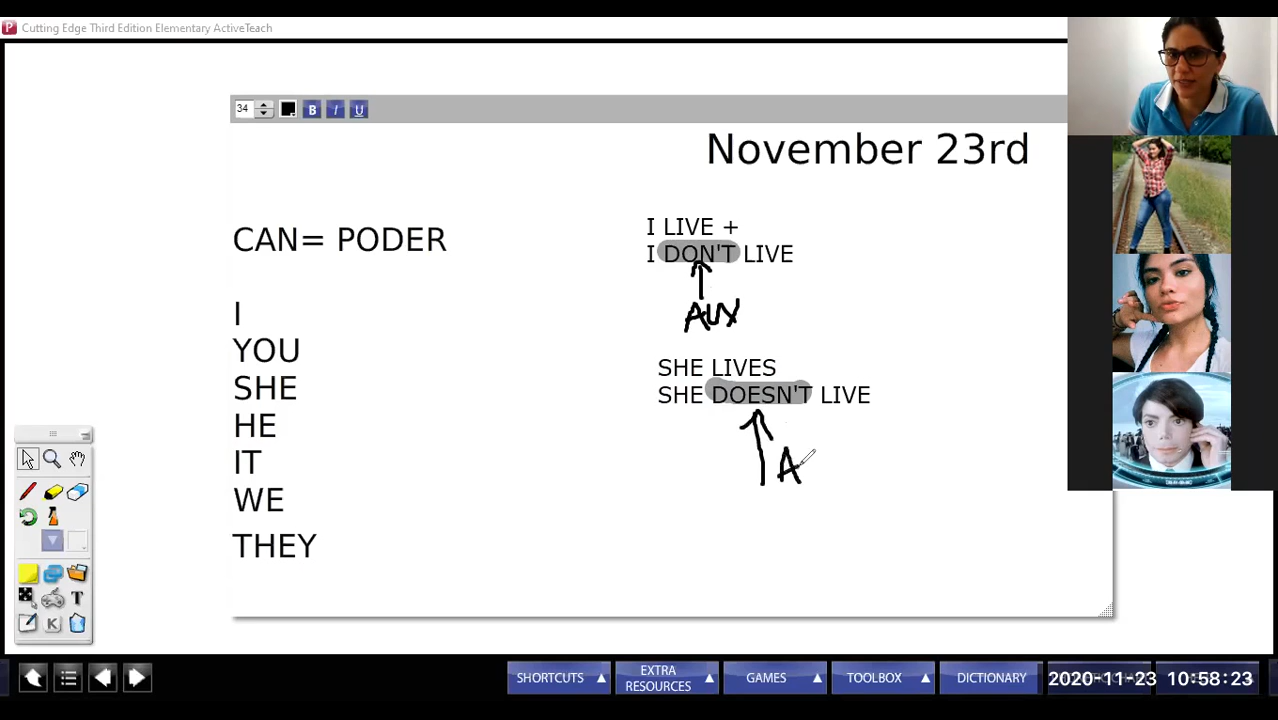 Cutting Edge Third Edition Elementary ActiveTeach
34
B I U
November 23rd
CAN= PODER
I
YOU
SHE
HE
IT
WE
THEY
I LIVE +
I DON'T LIVE
AUX
SHE LIVES
SHE DOESN'T LIVE
A
T
K
SHORTCUTS
EXTRA
RESOURCES
GAMES
TOOLBOX
DICTIONARY
2020-11-23 10:58:23